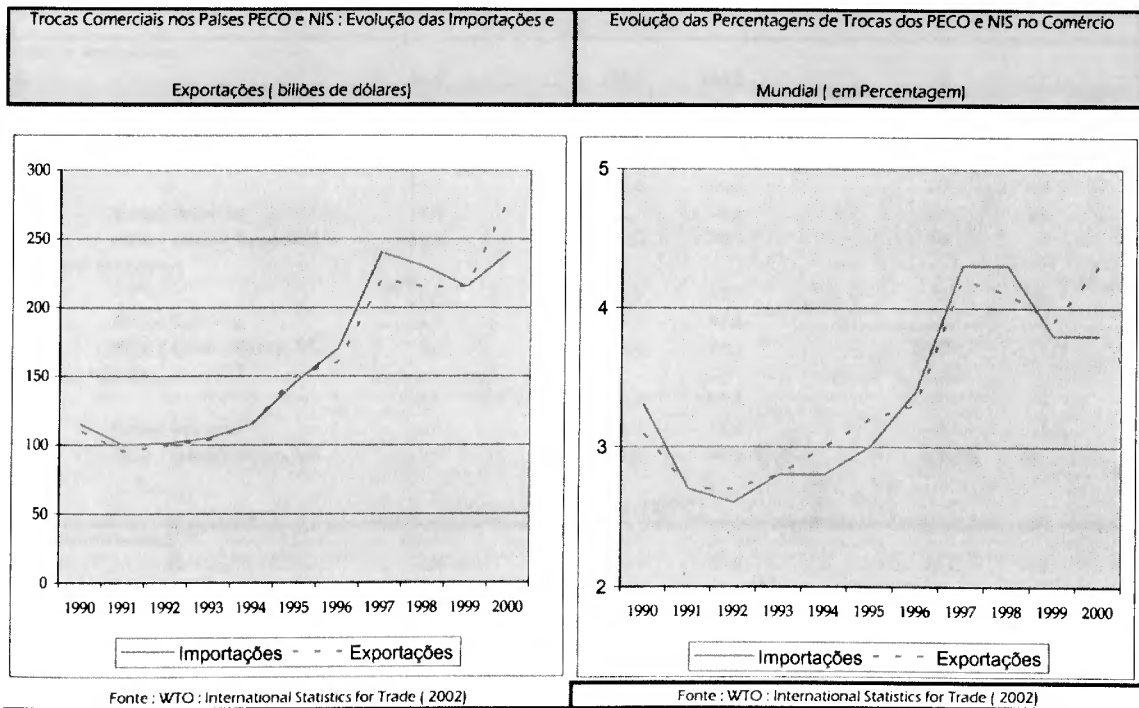 Trocas Comerciais nos Países PECO e NIS : Evolução das Importações e
Exportações ( biliões de dólares)
Evolução das Percentagens de Trocas dos PECO e NIS no Comércio
Mundial ( em Percentagem)
300
250
200
150
100
50
0
1990 1991 1992 1993 1994 1995 1996 1997 1998 1999 2000
Importações Exportações
Fonte : WTO : International Statistics for Trade ( 2002)
5
4
3
2
1990 1991 1992 1993 1994 1995 1996 1997 1998 1999 2000
Importações Exportações
Fonte : WTO : International Statistics for Trade ( 2002)